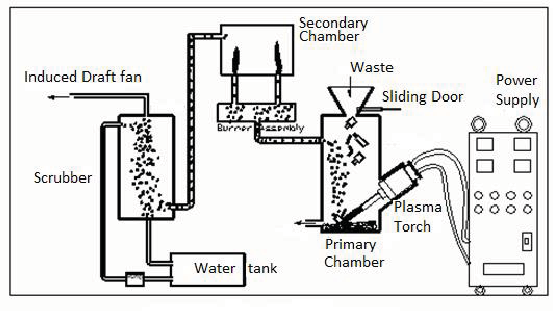 Secondary
Chamber
Induced Draft fan
Waste
Sliding Door
Power
Supply
Burner Assembly
Scrubber
Plasma
Torch
Primary
Chamber
Water tank